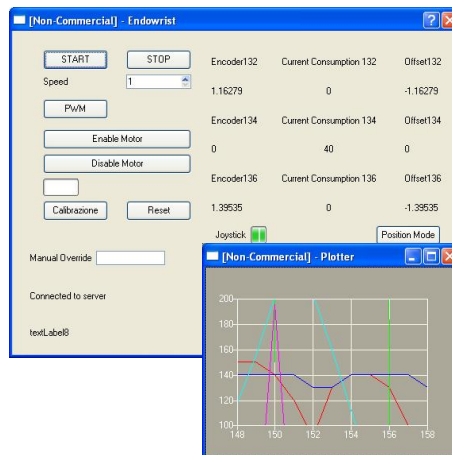 [Non-Commercial] - Endowrist
START STOP
Speed 1
PWM
Enable Motor
Disable Motor
Calibrazione Reset
Manual Override
Connected to server
textLabel8
Encoder132 Current Consumption 132 Offset132
1.16279 0 -1.16279
Encoder134 Current Consumption 134 Offset134
0 40 0
Encoder136 Current Consumption 136 Offset136
1.39535 0 -1.39535
Joystick Position Mode
[Non-Commercial] - Plotter
200
180
160
140
120
100
148 150 152 154 156 158